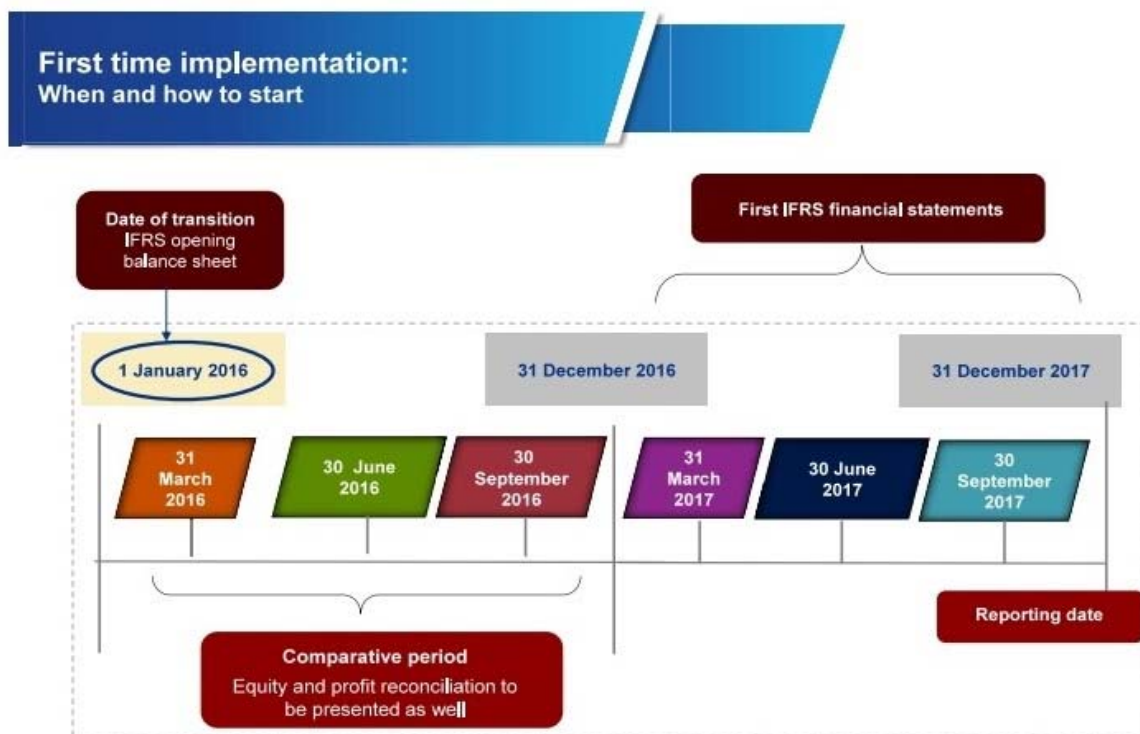 First time implementation:
When and how to start
Date of transition
IFRS opening
balance sheet
First IFRS financial statements
1 January 2016
31 December 2016
31 December 2017
31
March
2016
30 June
2016
30
September
2016
31
March
2017
30 June
2017
30
September
2017
Reporting date
Comparative period
Equity and profit reconciliation to
be presented as well